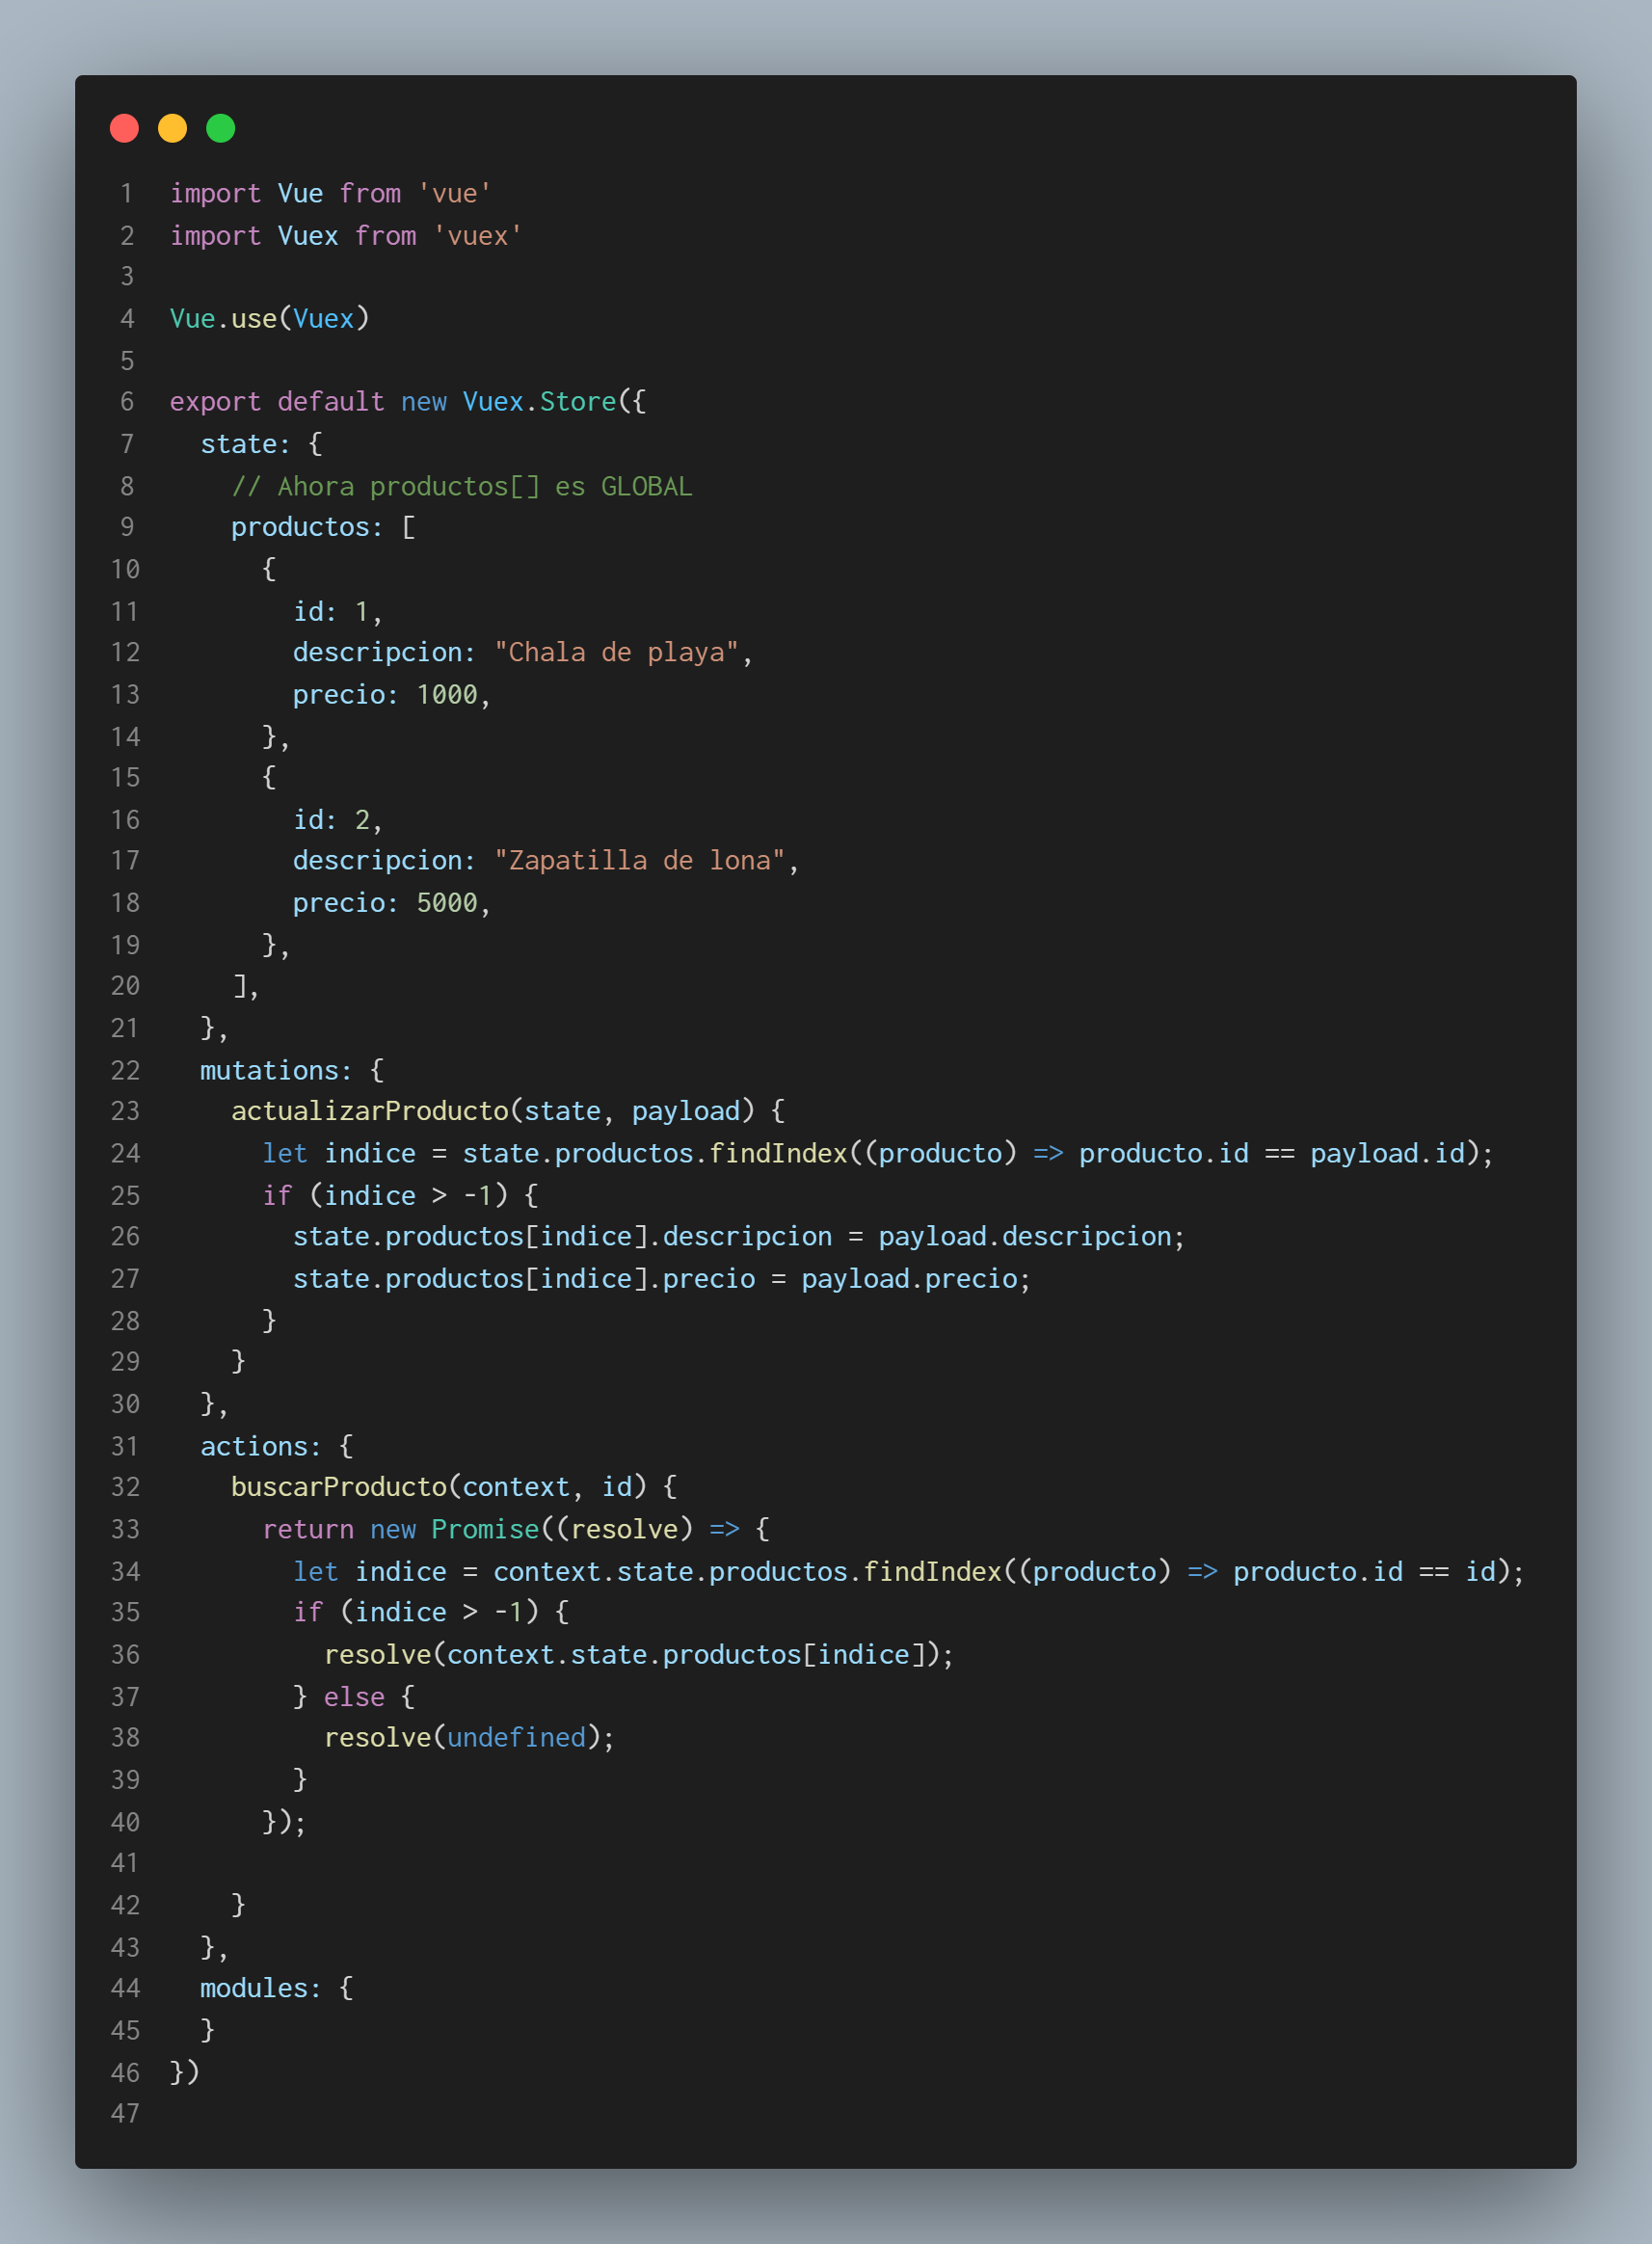 1 import Vue from 'vue'
2 import Vuex from 'vuex'
3
4 Vue.use(Vuex)
5
6 export default new Vuex.Store({
7   state: {
8     // Ahora productos[] es GLOBAL
9     productos: [
10       {
11         id: 1,
12         descripcion: "Chala de playa",
13         precio: 1000,
14       },
15       {
16         id: 2,
17         descripcion: "Zapatilla de lona",
18         precio: 5000,
19       },
20     ],
21   },
22   mutations: {
23     actualizarProducto(state, payload) {
24       let indice = state.productos.findIndex((producto) => producto.id == payload.id);
25       if (indice > -1) {
26         state.productos[indice].descripcion = payload.descripcion;
27         state.productos[indice].precio = payload.precio;
28       }
29     }
30   },
31   actions: {
32     buscarProducto(context, id) {
33       return new Promise((resolve) => {
34         let indice = context.state.productos.findIndex((producto) => producto.id == id);
35         if (indice > -1) {
36           resolve(context.state.productos[indice]);
37         } else {
38           resolve(undefined);
39         }
40       });
41
42     }
43   },
44   modules: {
45   }
46 })
47